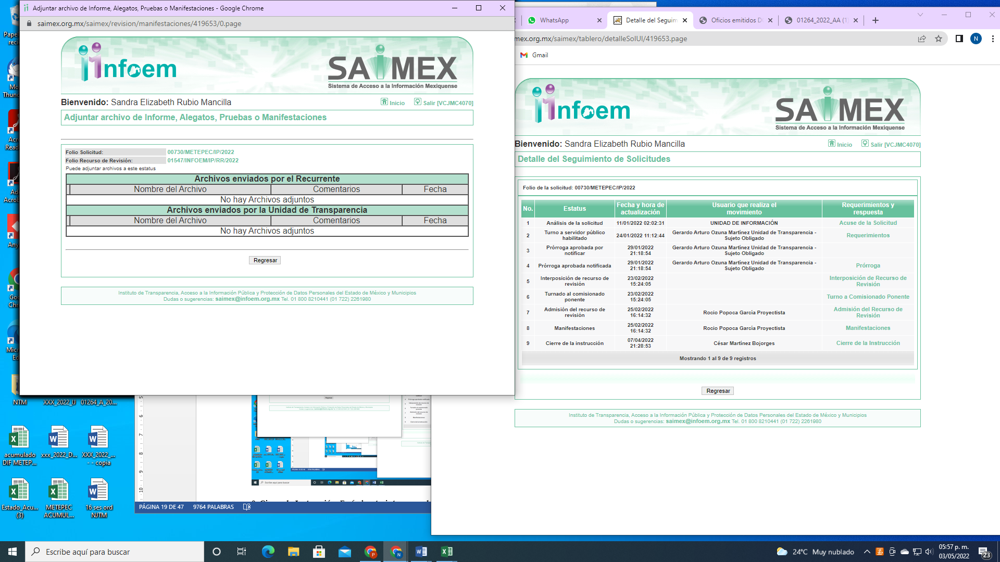 Adjuntar archivo de Informe, Alegatos, Pruebas o Manifestaciones - Google Chrome
saimex.org.mx/saimex/revision/manifestaciones/419653/0.page
infoem
SAIMEX
Sistema de Acceso a la Información Mexiquense
Bienvenido: Sandra Elizabeth Rubio Mancilla
Inicio Salir [VCJMC4070]
Adjuntar archivo de Informe, Alegatos, Pruebas o Manifestaciones
Folio Solicitud: 00730/METEPEC/IP/2022
Folio Recurso de Revisión: 01547/INFOEM/IP/RR/2022
Puede adjuntar archivos a este estatus
Archivos enviados por el Recurrente
Nombre del Archivo Comentarios Fecha
No hay Archivos adjuntos
Archivos enviados por la Unidad de Transparencia
Nombre del Archivo Comentarios Fecha
No hay Archivos adjuntos
Regresar
Instituto de Transparencia, Acceso a la Información Pública y Protección de Datos Personales del Estado de México y Municipios
Dudas o sugerencias: saimex@infoem.org.mx Tel. 01 800 8210441 (01 722) 2261980
WhatsApp
Detalle del Seguim
Oficios emitidos D
01264_2022_AA (1)
mex.org.mx/saimex/tablero/detalleSolUI/419653.page
N
Gmail
infoem
SAIMEX
Sistema de Acceso a la Información Mexiquense
Bienvenido: Sandra Elizabeth Rubio Mancilla
Inicio Salir [VCJMC4070]
Detalle del Seguimiento de Solicitudes
Folio de la solicitud: 00730/METEPEC/IP/2022
No. Estatus Fecha y hora de actualización Usuario que realiza el movimiento Requerimientos y respuesta
1 Análisis de la solicitud 11/01/2022 02:02:31 UNIDAD DE INFORMACIÓN Acuse de la Solicitud
2 Turno a servidor público habilitado 24/01/2022 11:12:44 Gerardo Arturo Ozuna Martínez Unidad de Transparencia - Sujeto Obligado Requerimientos
3 Prórroga aprobada por notificar 29/01/2022 21:18:54 Gerardo Arturo Ozuna Martínez Unidad de Transparencia - Sujeto Obligado
4 Prórroga aprobada notificada 29/01/2022 21:18:54 Gerardo Arturo Ozuna Martínez Unidad de Transparencia - Sujeto Obligado Prórroga
5 Interposición de recurso de revisión 23/02/2022 15:24:05 Interposición de Recurso de Revisión
6 Turnado al comisionado ponente 23/02/2022 15:24:05 Turno a Comisionado Ponente
7 Admisión del recurso de revisión 25/02/2022 16:14:32 Rocio Popoca García Proyectista Admisión del Recurso de Revisión
8 Manifestaciones 25/02/2022 16:14:32 Rocio Popoca García Proyectista Manifestaciones
9 Cierre de la instrucción 07/04/2022 21:28:53 César Martínez Bojorges Cierre de la Instrucción
Mostrando 1 al 9 de 9 registros
Regresar
Instituto de Transparencia, Acceso a la Información Pública y Protección de Datos Personales del Estado de México y Municipios
Dudas o sugerencias: saimex@infoem.org.mx Tel. 01 800 8210441 (01 722) 2261980
NTM
XXX_2022_IJ
01264_A_20...
acumulado DIF METEP...
xxx_2022_D...
XXX_2022_... - - copia
Estado_Acu... (3)
METEPEC ACUMUL...
16 ses ord NJTM
PÁGINA 19 DE 47 9764 PALABRAS
Escribe aquí para buscar
24°C Muy nublado
05:57 p. m.
03/05/2022
23